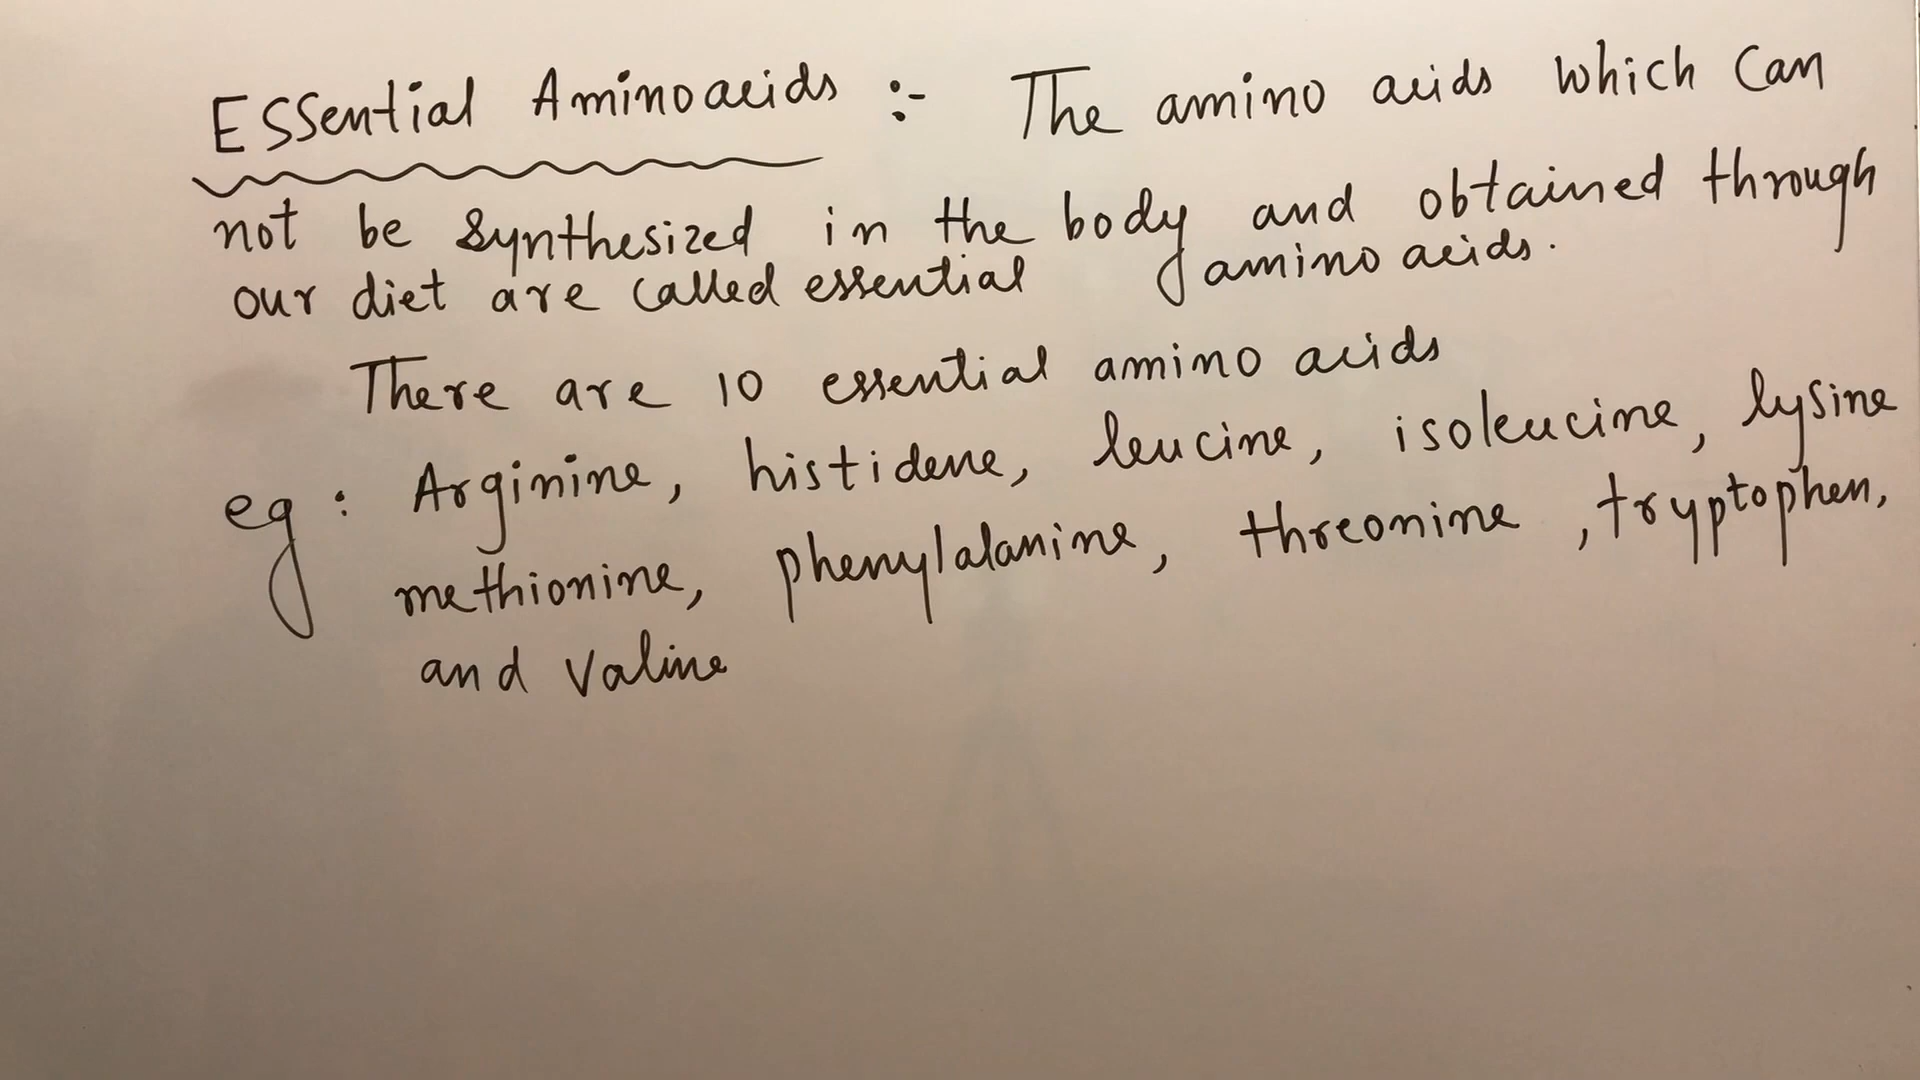 Essential Aminoacids :- The amino acids which can
not be synthesized in the body and obtained through
our diet are called essential amino acids.
There are 10 essential amino acids
eg : Arginine, histidene, leucine, isoleucine, lysine
methionine, phenylalanine, threonine, tryptophen,
and valine